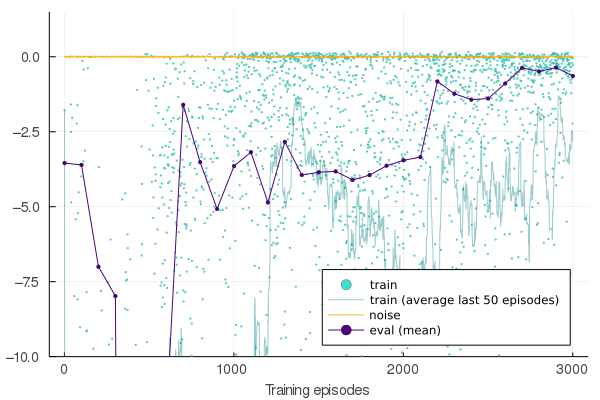 0.0
−2.5
−5.0
−7.5
−10.0
0
1000
2000
3000
Training episodes
train
train (average last 50 episodes)
noise
eval (mean)